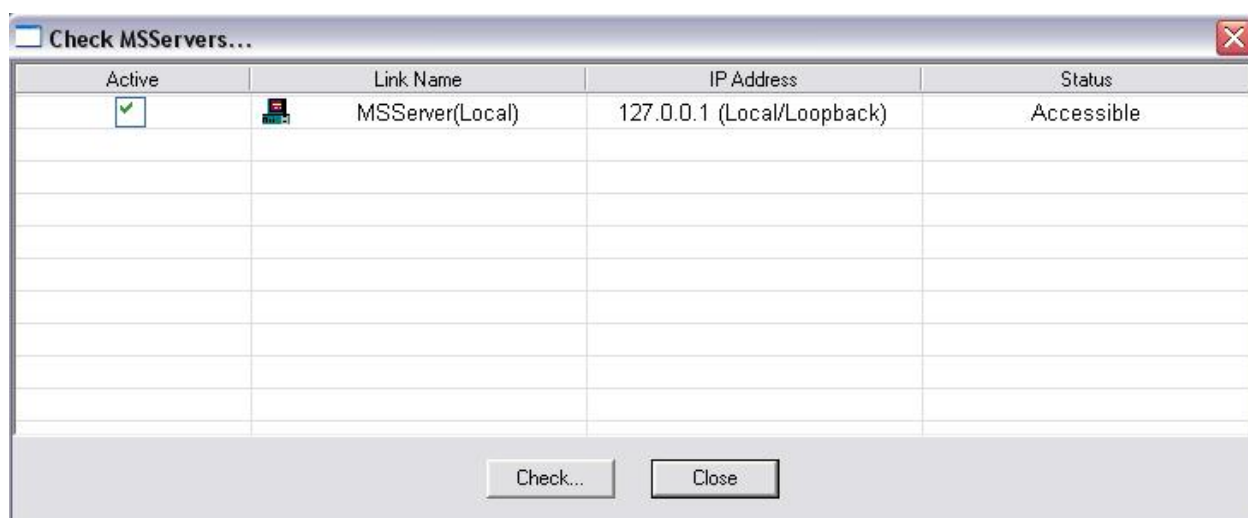 Check MSServers...
Active Link Name IP Address Status
MSServer(Local) 127.0.0.1 (Local/Loopback) Accessible
Check... Close